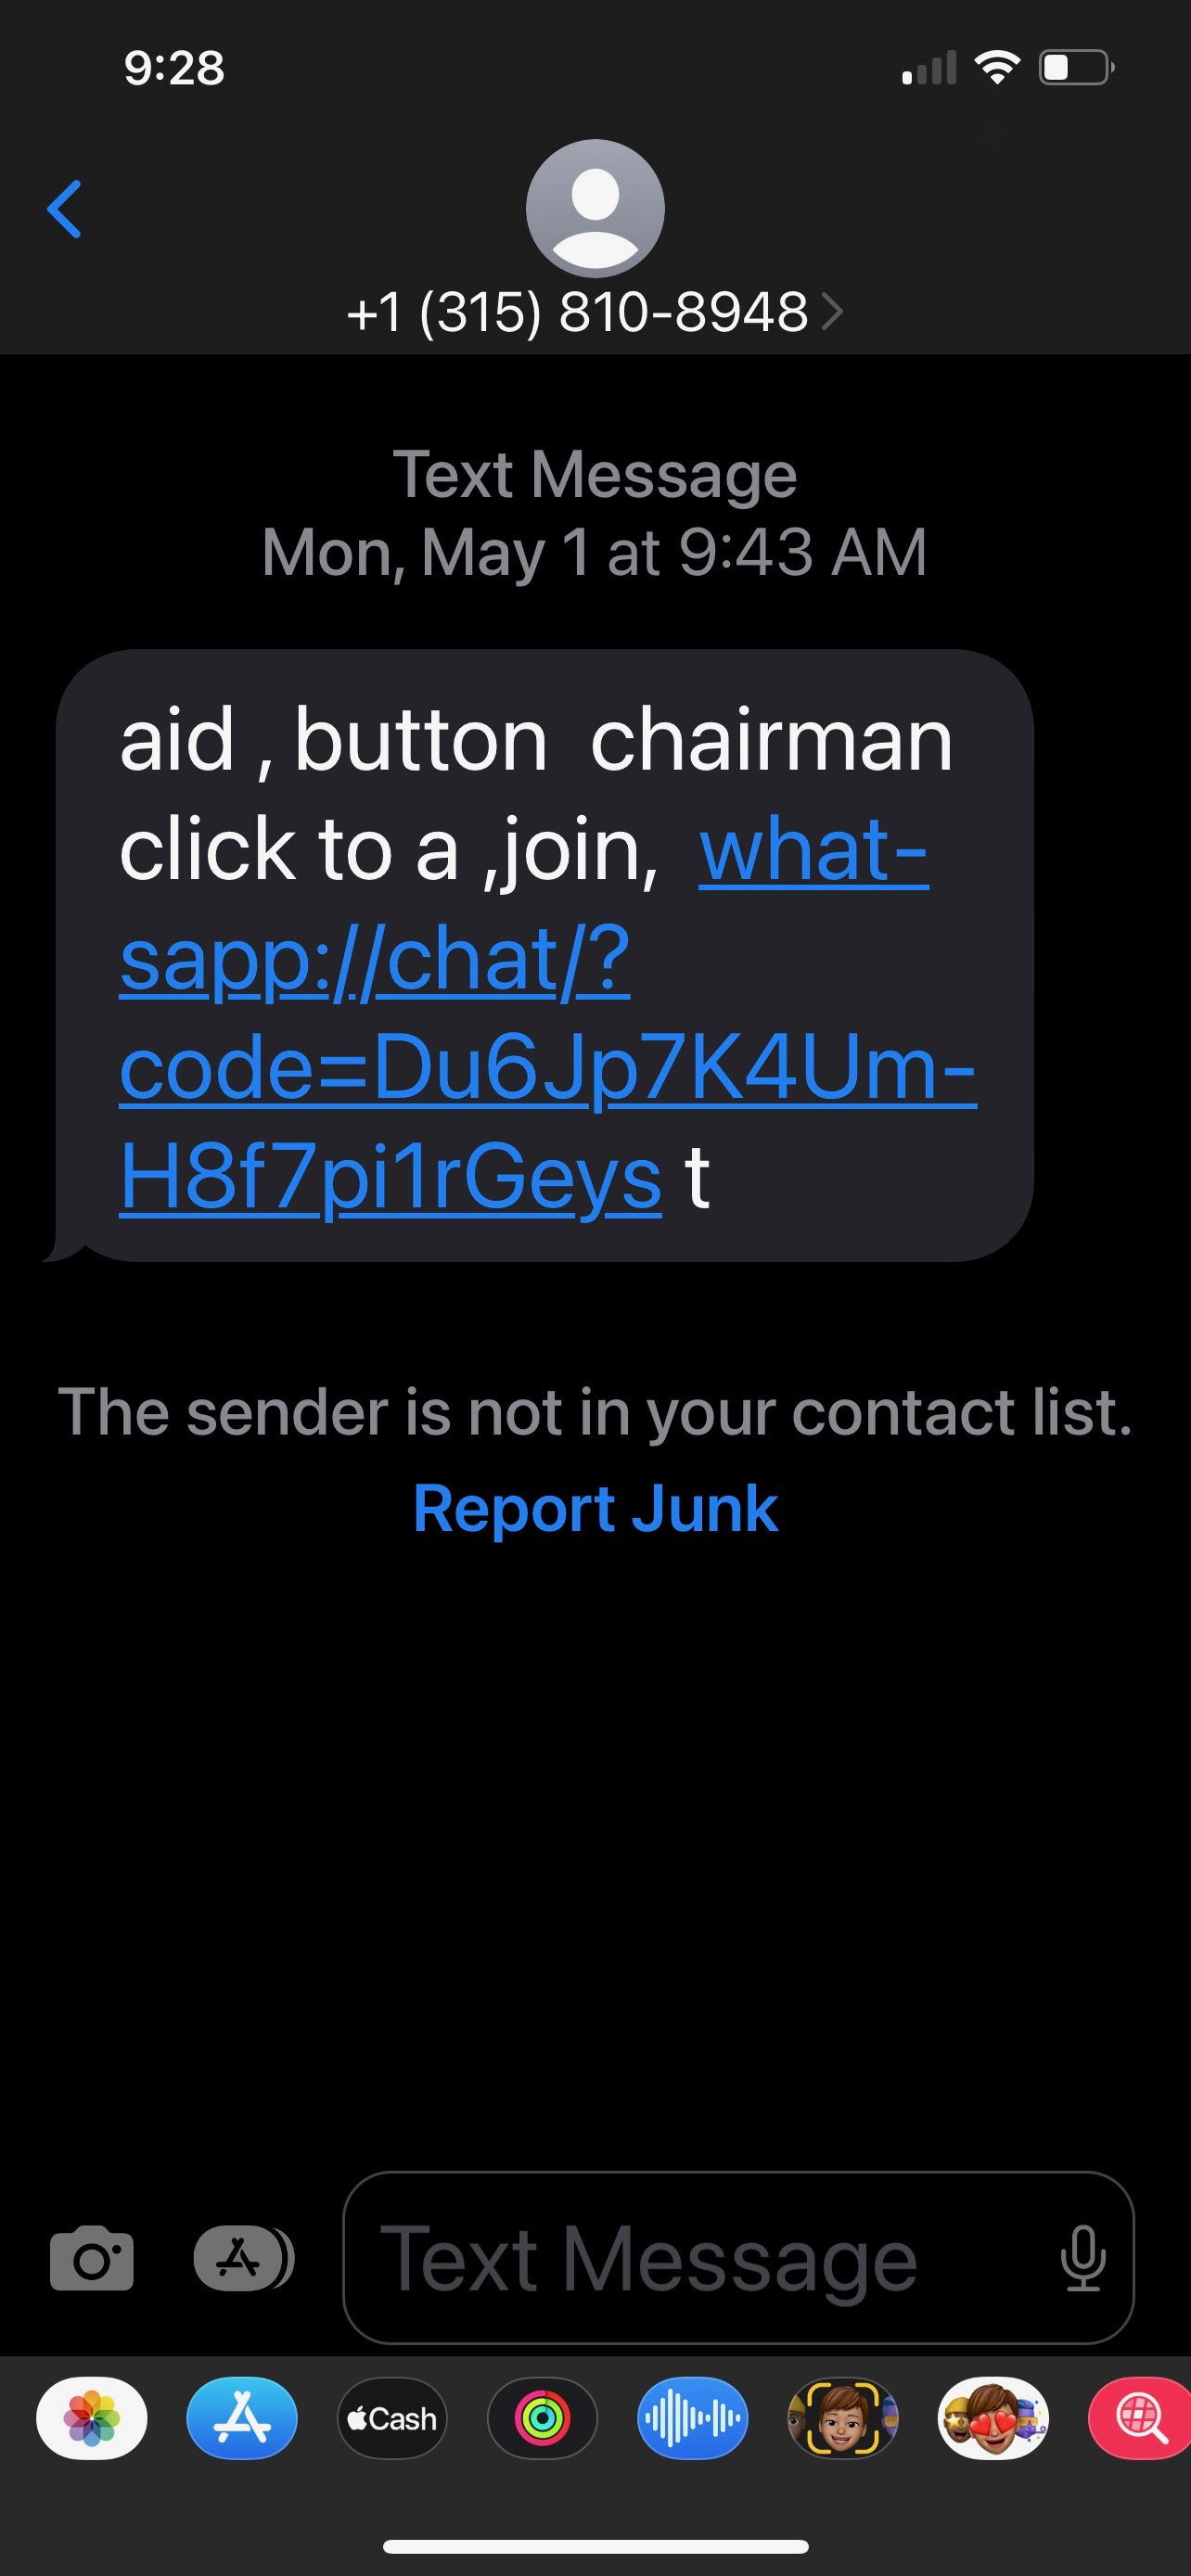 9:28
+1 (315) 810-8948
Text Message
Mon, May 1 at 9:43 AM
aid , button  chairman
click to a ,join,  what-
sapp://chat/?
code=Du6Jp7K4Um-
H8f7pi1rGeys t
The sender is not in your contact list.
Report Junk
Text Message
Cash